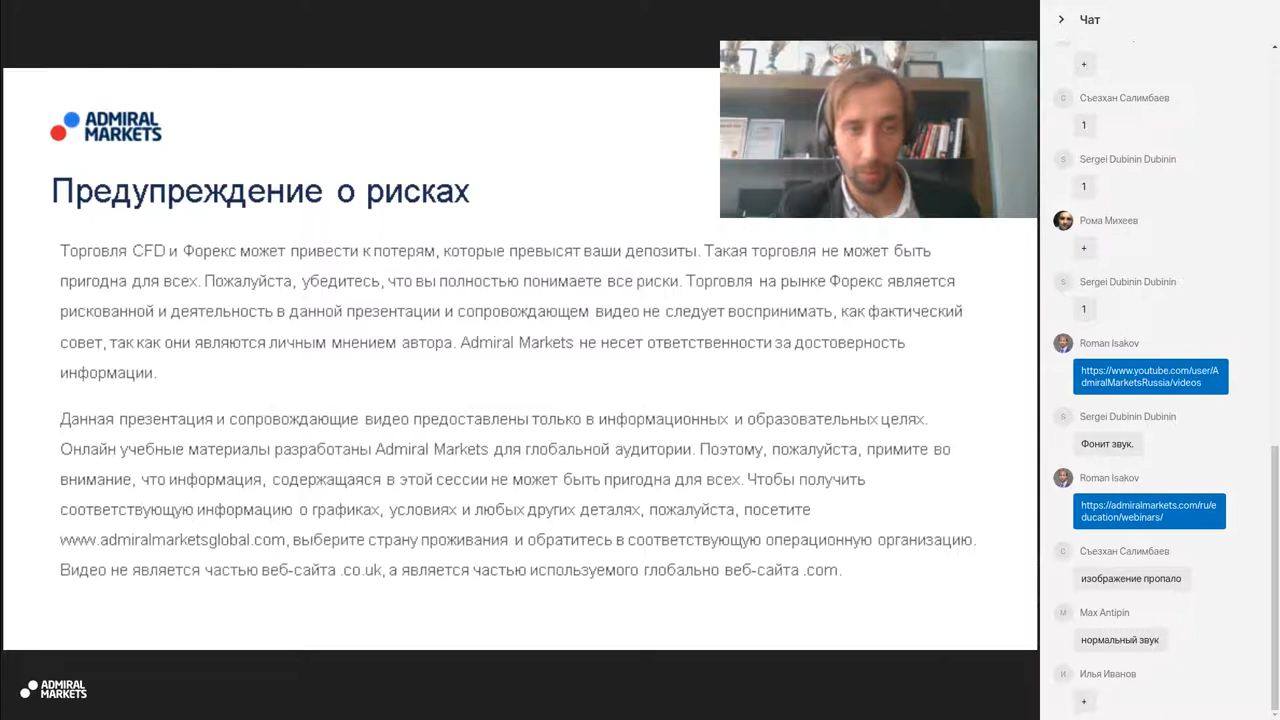 ADMIRAL
MARKETS
Предупреждение о рисках
Торговля CFD и Форекс может привести к потерям, которые превысят ваши депозиты. Такая торговля не может быть
пригодна для всех. Пожалуйста, убедитесь, что вы полностью понимаете все риски. Торговля на рынке Форекс является
рискованной и деятельность в данной презентации и сопровождающем видео не следует воспринимать, как фактический
совет, так как они являются личным мнением автора. Admiral Markets не несет ответственности за достоверность
информации.
Данная презентация и сопровождающие видео предоставлены только в информационных и образовательных целях.
Онлайн учебные материалы разработаны Admiral Markets для глобальной аудитории. Поэтому, пожалуйста, примите во
внимание, что информация, содержащаяся в этой сессии не может быть пригодна для всех. Чтобы получить
соответствующую информацию о графиках, условиях и любых других деталях, пожалуйста, посетите
www.admiralmarketsglobal.com, выберите страну проживания и обратитесь в соответствующую операционную организацию.
Видео не является частью веб-сайта .co.uk, а является частью используемого глобально веб-сайта .com.
ADMIRAL
MARKETS
Чат
+
С
Съезхан Салимбаев
1
S
Sergei Dubinin Dubinin
1
Рома Михеев
+
S
Sergei Dubinin Dubinin
1
Roman Isakov
https://www.youtube.com/user/A
dmiralMarketsRussia/videos
S
Sergei Dubinin Dubinin
Фонит звук.
Roman Isakov
https://admiralmarkets.com/ru/e
ducation/webinars/
С
Съезхан Салимбаев
изображение пропало
M
Max Antipin
нормальный звук
И
Илья Иванов
+